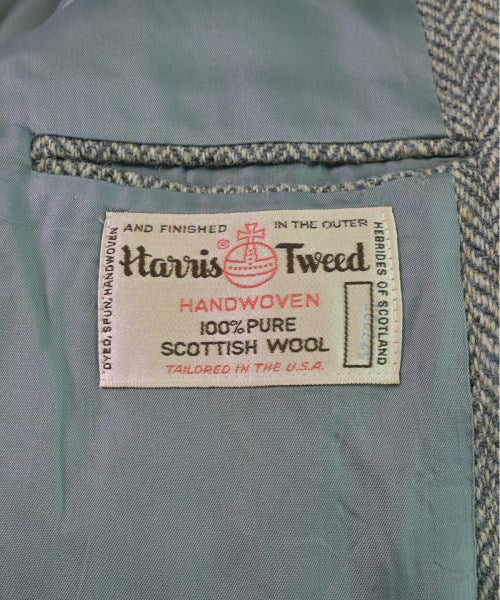 DYED, SPUN, HANDWOVEN
AND FINISHED IN THE OUTER
HEBRIDES OF SCOTLAND
Harris Tweed
®
HANDWOVEN
100% PURE
SCOTTISH WOOL
TAILORED IN THE U.S.A.